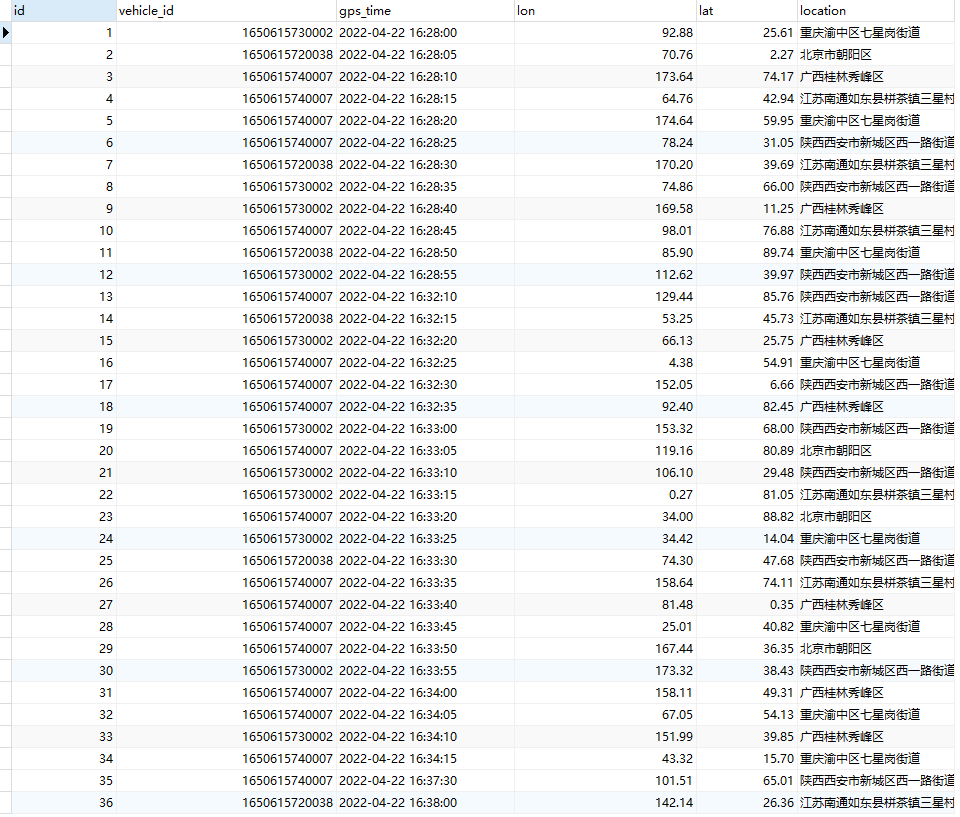 id vehicle_id gps_time lon lat location
1 1650615730002 2022-04-22 16:28:00 92.88 25.61 重庆渝中区七星岗街道
2 1650615720038 2022-04-22 16:28:05 70.76 2.27 北京市朝阳区
3 1650615740007 2022-04-22 16:28:10 173.64 74.17 广西桂林秀峰区
4 1650615740007 2022-04-22 16:28:15 64.76 42.94 江苏南通如东县栟茶镇三星村
5 1650615740007 2022-04-22 16:28:20 174.64 59.95 重庆渝中区七星岗街道
6 1650615740007 2022-04-22 16:28:25 78.24 31.05 陕西西安市新城区西一路街道
7 1650615720038 2022-04-22 16:28:30 170.20 39.69 江苏南通如东县栟茶镇三星村
8 1650615730002 2022-04-22 16:28:35 74.86 66.00 陕西西安市新城区西一路街道
9 1650615730002 2022-04-22 16:28:40 169.58 11.25 广西桂林秀峰区
10 1650615740007 2022-04-22 16:28:45 98.01 76.88 江苏南通如东县栟茶镇三星村
11 1650615720038 2022-04-22 16:28:50 85.90 89.74 重庆渝中区七星岗街道
12 1650615730002 2022-04-22 16:28:55 112.62 39.97 陕西西安市新城区西一路街道
13 1650615740007 2022-04-22 16:32:10 129.44 85.76 陕西西安市新城区西一路街道
14 1650615720038 2022-04-22 16:32:15 53.25 45.73 江苏南通如东县栟茶镇三星村
15 1650615730002 2022-04-22 16:32:20 66.13 25.75 广西桂林秀峰区
16 1650615740007 2022-04-22 16:32:25 4.38 54.91 重庆渝中区七星岗街道
17 1650615740007 2022-04-22 16:32:30 152.05 6.66 陕西西安市新城区西一路街道
18 1650615740007 2022-04-22 16:32:35 92.40 82.45 广西桂林秀峰区
19 1650615730002 2022-04-22 16:33:00 153.32 68.00 陕西西安市新城区西一路街道
20 1650615740007 2022-04-22 16:33:05 119.16 80.89 北京市朝阳区
21 1650615730002 2022-04-22 16:33:10 106.10 29.48 陕西西安市新城区西一路街道
22 1650615730002 2022-04-22 16:33:15 0.27 81.05 江苏南通如东县栟茶镇三星村
23 1650615740007 2022-04-22 16:33:20 34.00 88.82 北京市朝阳区
24 1650615730002 2022-04-22 16:33:25 34.42 14.04 重庆渝中区七星岗街道
25 1650615720038 2022-04-22 16:33:30 74.30 47.68 陕西西安市新城区西一路街道
26 1650615740007 2022-04-22 16:33:35 158.64 74.11 江苏南通如东县栟茶镇三星村
27 1650615740007 2022-04-22 16:33:40 81.48 0.35 广西桂林秀峰区
28 1650615740007 2022-04-22 16:33:45 25.01 40.82 重庆渝中区七星岗街道
29 1650615740007 2022-04-22 16:33:50 167.44 36.35 北京市朝阳区
30 1650615730002 2022-04-22 16:33:55 173.32 38.43 陕西西安市新城区西一路街道
31 1650615740007 2022-04-22 16:34:00 158.11 49.31 广西桂林秀峰区
32 1650615740007 2022-04-22 16:34:05 67.05 54.13 重庆渝中区七星岗街道
33 1650615730002 2022-04-22 16:34:10 151.99 39.85 广西桂林秀峰区
34 1650615740007 2022-04-22 16:34:15 43.32 15.70 重庆渝中区七星岗街道
35 1650615740007 2022-04-22 16:37:30 101.51 65.01 陕西西安市新城区西一路街道
36 1650615720038 2022-04-22 16:38:00 142.14 26.36 江苏南通如东县栟茶镇三星村